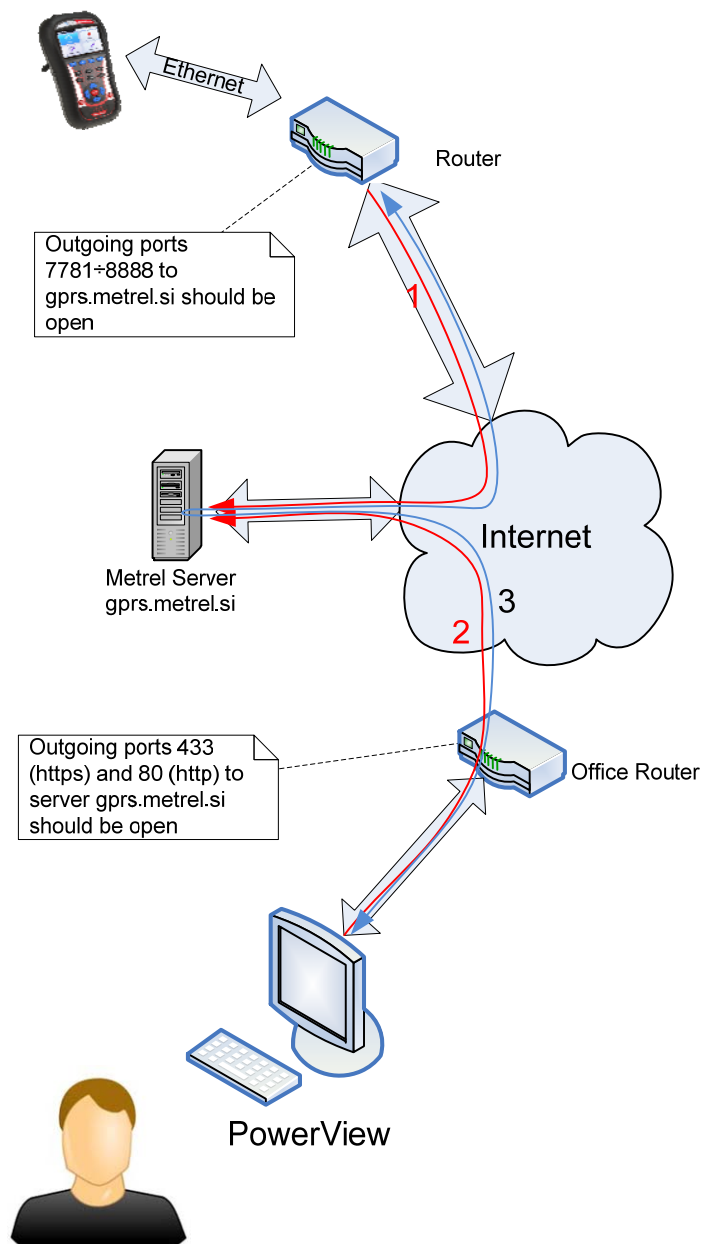 Ethernet
Router
Outgoing ports
7781÷8888 to
gprs.metrel.si should be
open
1
Internet
Metrel Server
gprs.metrel.si
3
2
Outgoing ports 433
(https) and 80 (http) to
server gprs.metrel.si
should be open
Office Router
PowerView